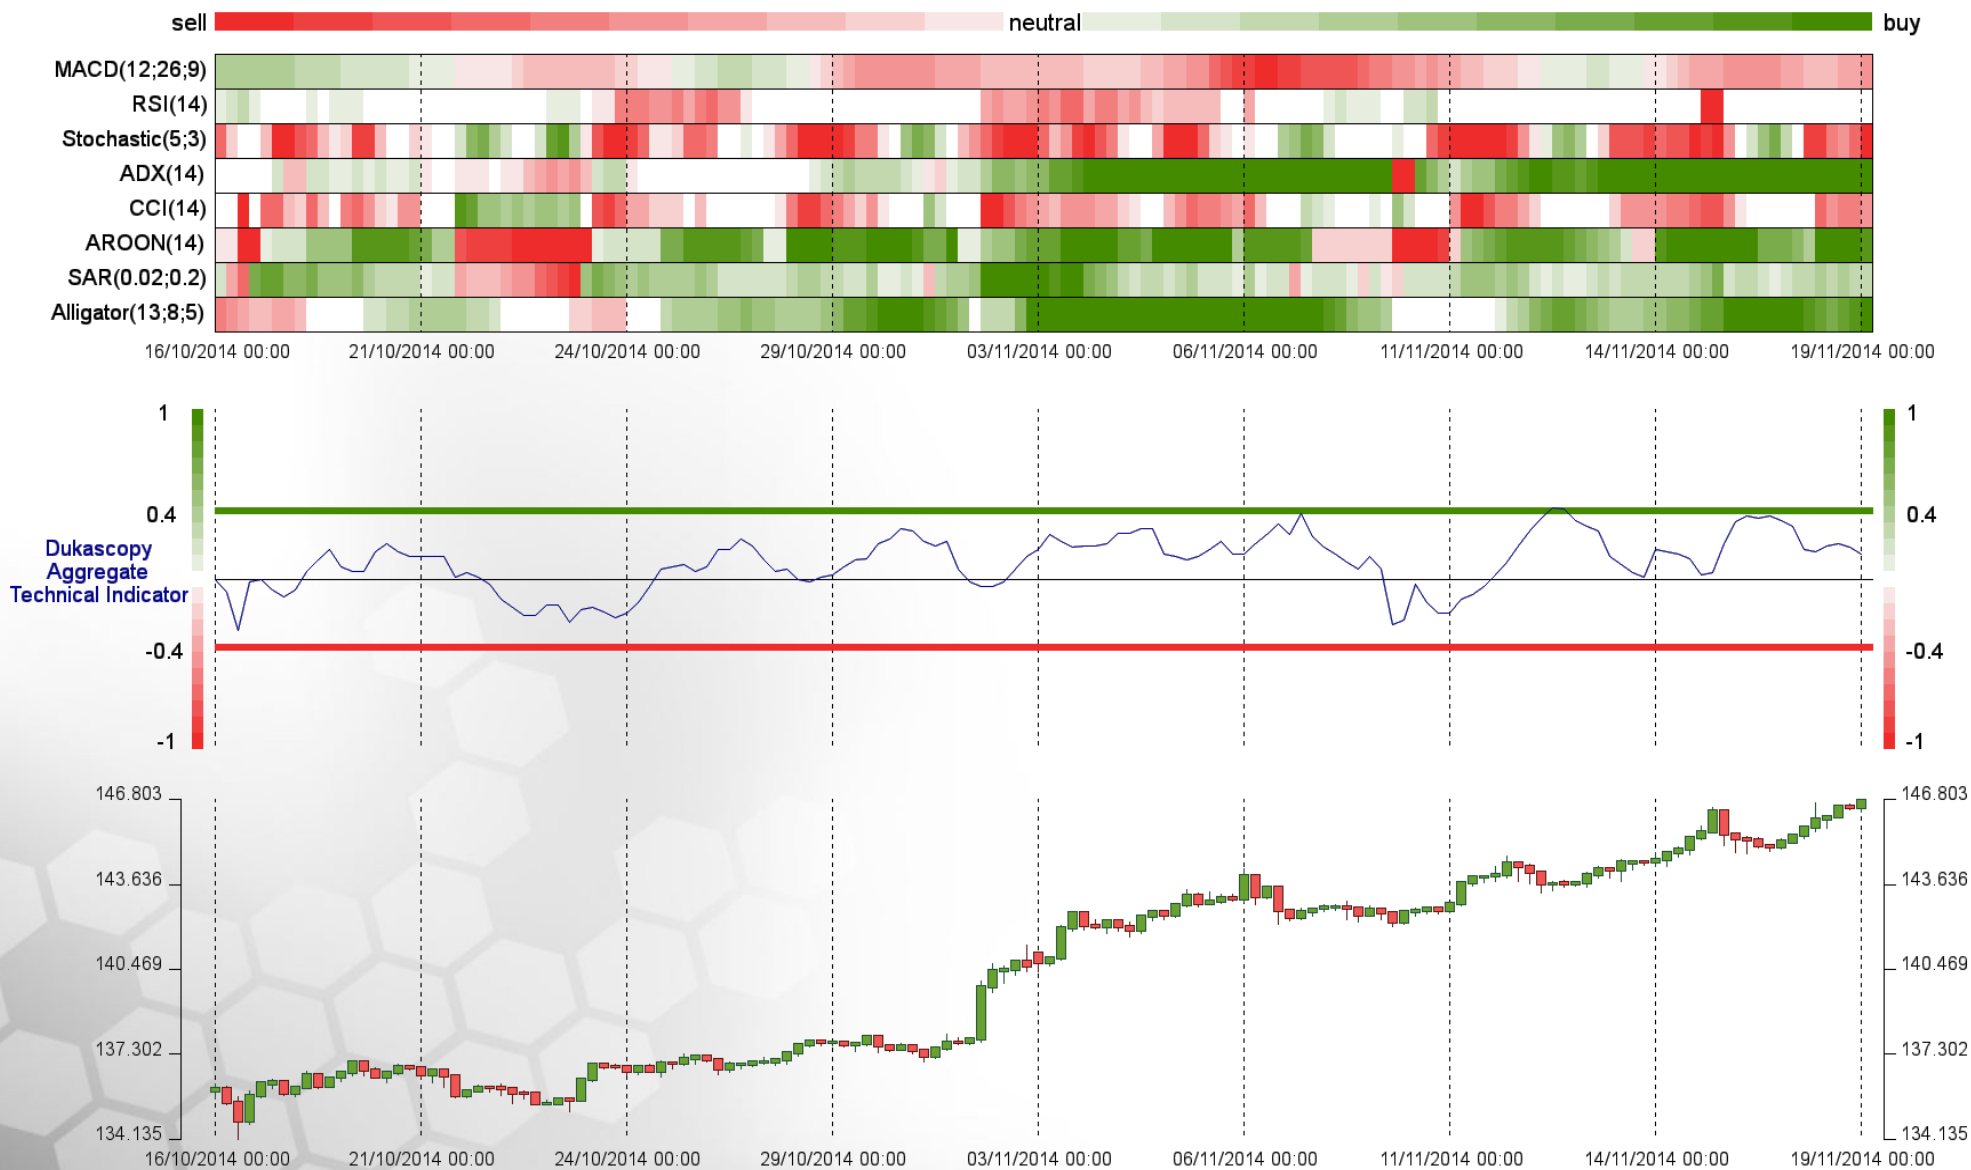 sell neutral buy
MACD(12;26;9)
RSI(14)
Stochastic(5;3)
ADX(14)
CCI(14)
AROON(14)
SAR(0.02;0.2)
Alligator(13;8;5)
16/10/2014 00:00 21/10/2014 00:00 24/10/2014 00:00 29/10/2014 00:00 03/11/2014 00:00 06/11/2014 00:00 11/11/2014 00:00 14/11/2014 00:00 19/11/2014 00:00
1 1
0.4 0.4
Dukascopy
Aggregate
Technical Indicator
-0.4 -0.4
-1 -1
146.803 146.803
143.636 143.636
140.469 140.469
137.302 137.302
134.135 134.135
16/10/2014 00:00 21/10/2014 00:00 24/10/2014 00:00 29/10/2014 00:00 03/11/2014 00:00 06/11/2014 00:00 11/11/2014 00:00 14/11/2014 00:00 19/11/2014 00:00